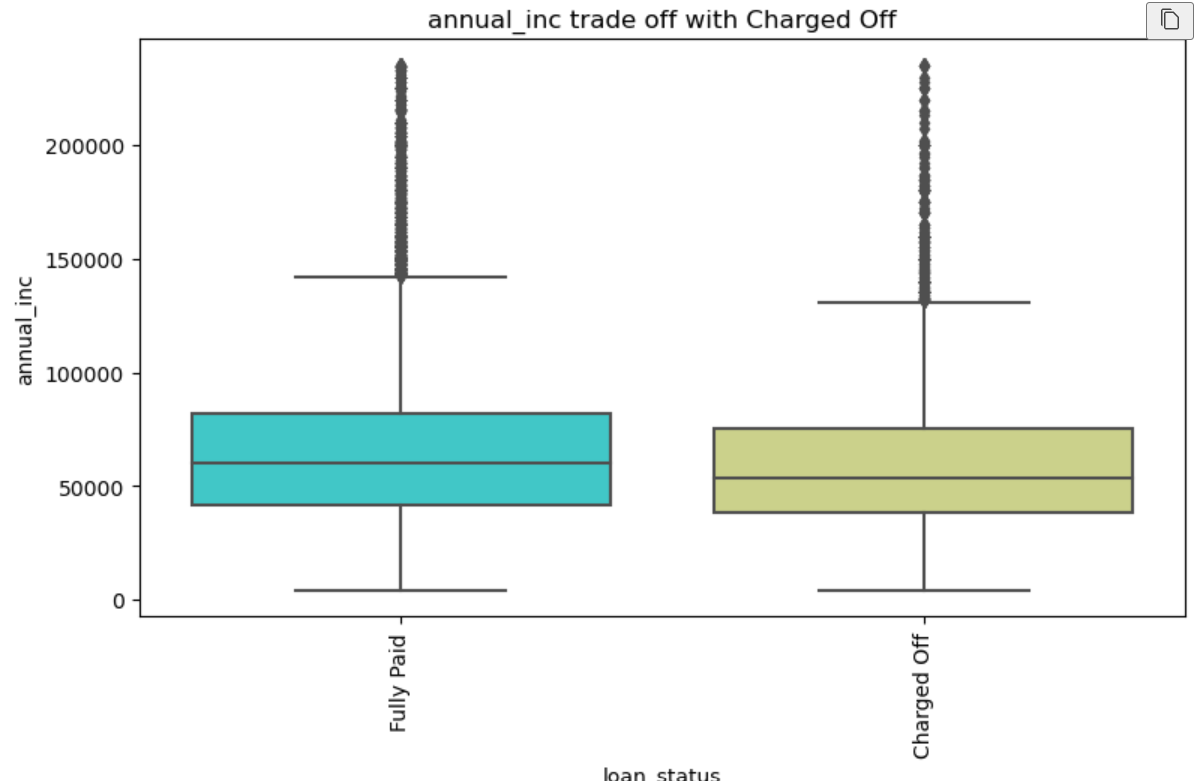 annual_inc trade off with Charged Off
annual_inc
200000
150000
100000
50000
0
Fully Paid
Charged Off
loan_status